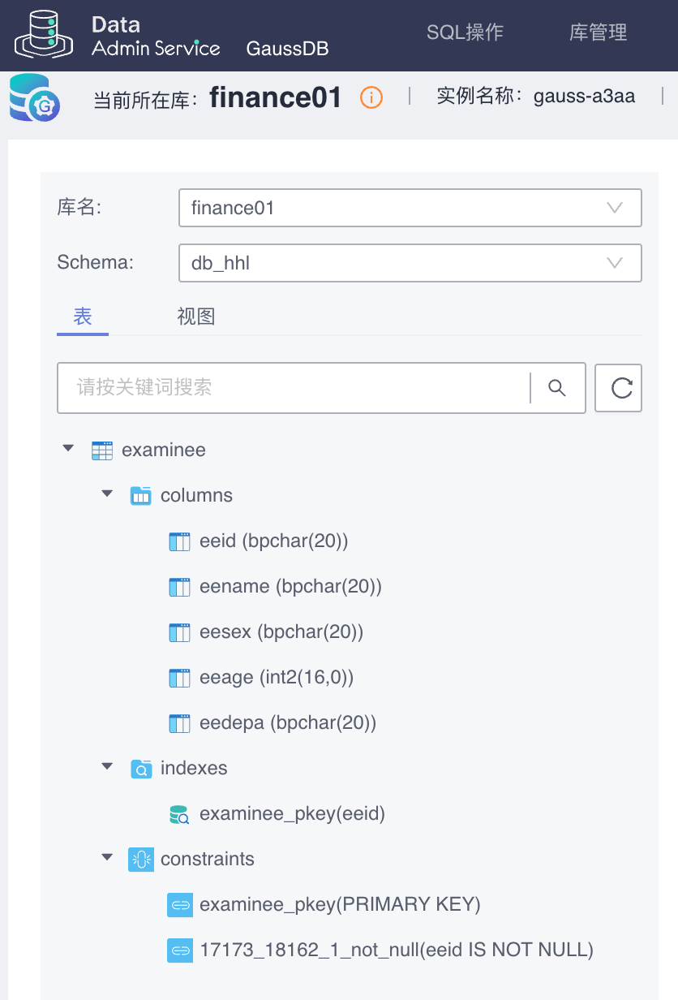 Data
Admin Service GaussDB SQL操作 库管理
当前所在库: finance01 实例名称: gauss-a3aa
库名: finance01
Schema: db_hhl
表 视图
请按关键词搜索
examinee
columns
eeid (bpchar(20))
eename (bpchar(20))
eesex (bpchar(20))
eeage (int2(16,0))
eedepa (bpchar(20))
indexes
examinee_pkey(eeid)
constraints
examinee_pkey(PRIMARY KEY)
17173_18162_1_not_null(eeid IS NOT NULL)